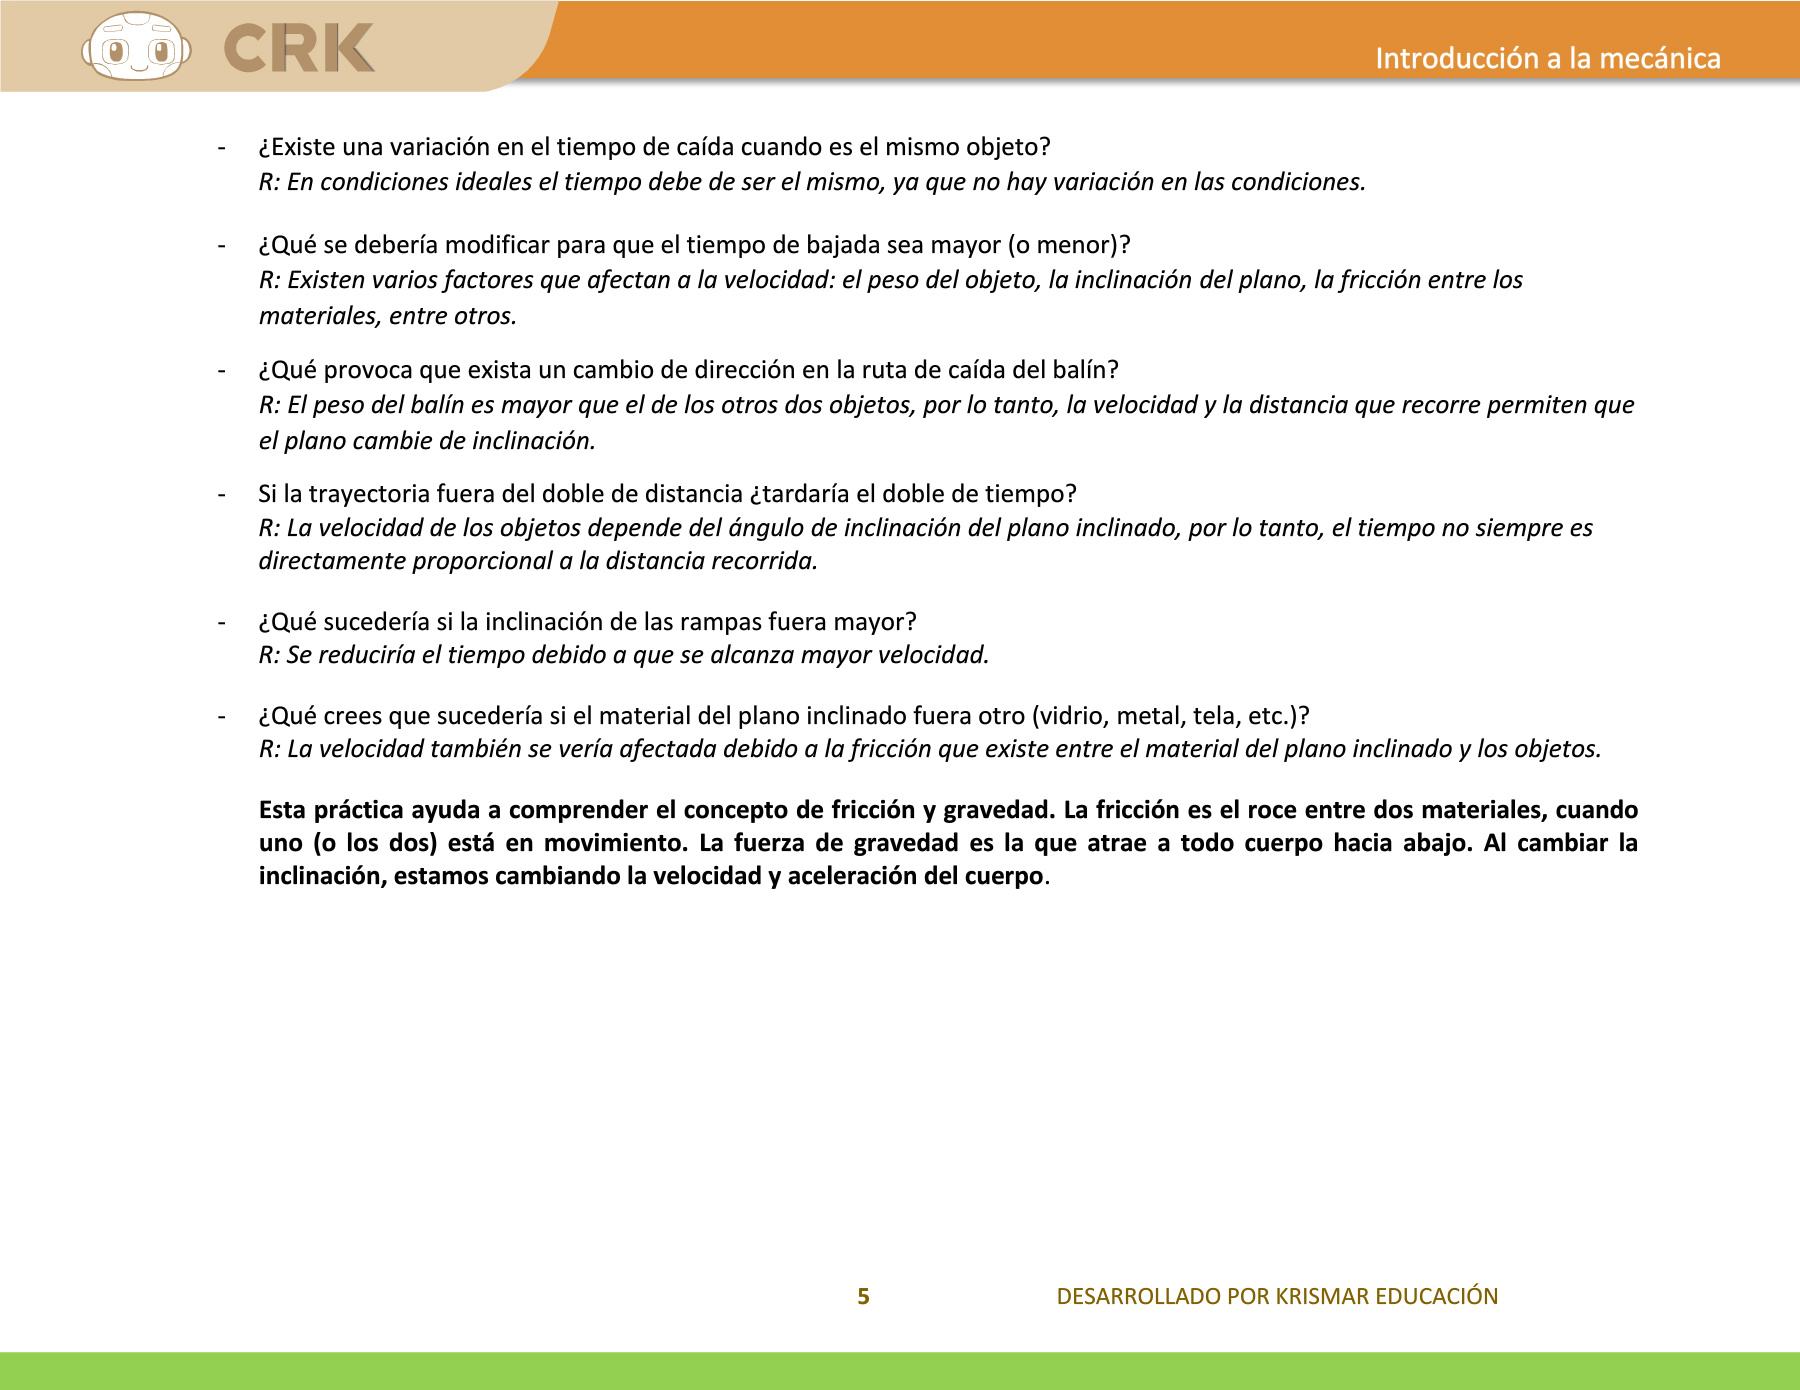 CRK
Introducción a la mecánica
- ¿Existe una variación en el tiempo de caída cuando es el mismo objeto?
R: En condiciones ideales el tiempo debe de ser el mismo, ya que no hay variación en las condiciones.
- ¿Qué se debería modificar para que el tiempo de bajada sea mayor (o menor)?
R: Existen varios factores que afectan a la velocidad: el peso del objeto, la inclinación del plano, la fricción entre los
materiales, entre otros.
- ¿Qué provoca que exista un cambio de dirección en la ruta de caída del balín?
R: El peso del balín es mayor que el de los otros dos objetos, por lo tanto, la velocidad y la distancia que recorre permiten que
el plano cambie de inclinación.
- Si la trayectoria fuera del doble de distancia ¿tardaría el doble de tiempo?
R: La velocidad de los objetos depende del ángulo de inclinación del plano inclinado, por lo tanto, el tiempo no siempre es
directamente proporcional a la distancia recorrida.
- ¿Qué sucedería si la inclinación de las rampas fuera mayor?
R: Se reduciría el tiempo debido a que se alcanza mayor velocidad.
- ¿Qué crees que sucedería si el material del plano inclinado fuera otro (vidrio, metal, tela, etc.)?
R: La velocidad también se vería afectada debido a la fricción que existe entre el material del plano inclinado y los objetos.
Esta práctica ayuda a comprender el concepto de fricción y gravedad. La fricción es el roce entre dos materiales, cuando
uno (o los dos) está en movimiento. La fuerza de gravedad es la que atrae a todo cuerpo hacia abajo. Al cambiar la
inclinación, estamos cambiando la velocidad y aceleración del cuerpo.
5 DESARROLLADO POR KRISMAR EDUCACIÓN